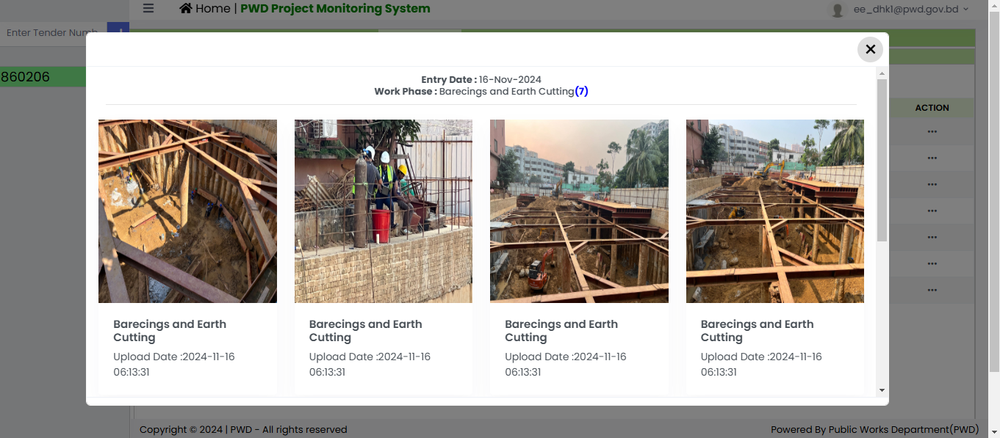 Home | PWD Project Monitoring System
ee_dhk1@pwd.gov.bd
Enter Tender Numb
860206
Entry Date : 16-Nov-2024
Work Phase : Barecings and Earth Cutting(7)
ACTION
Barecings and Earth
Cutting
Upload Date :2024-11-16
06:13:31
Barecings and Earth
Cutting
Upload Date :2024-11-16
06:13:31
Barecings and Earth
Cutting
Upload Date :2024-11-16
06:13:31
Barecings and Earth
Cutting
Upload Date :2024-11-16
06:13:31
Copyright © 2024 | PWD - All rights reserved
Powered By Public Works Department(PWD)